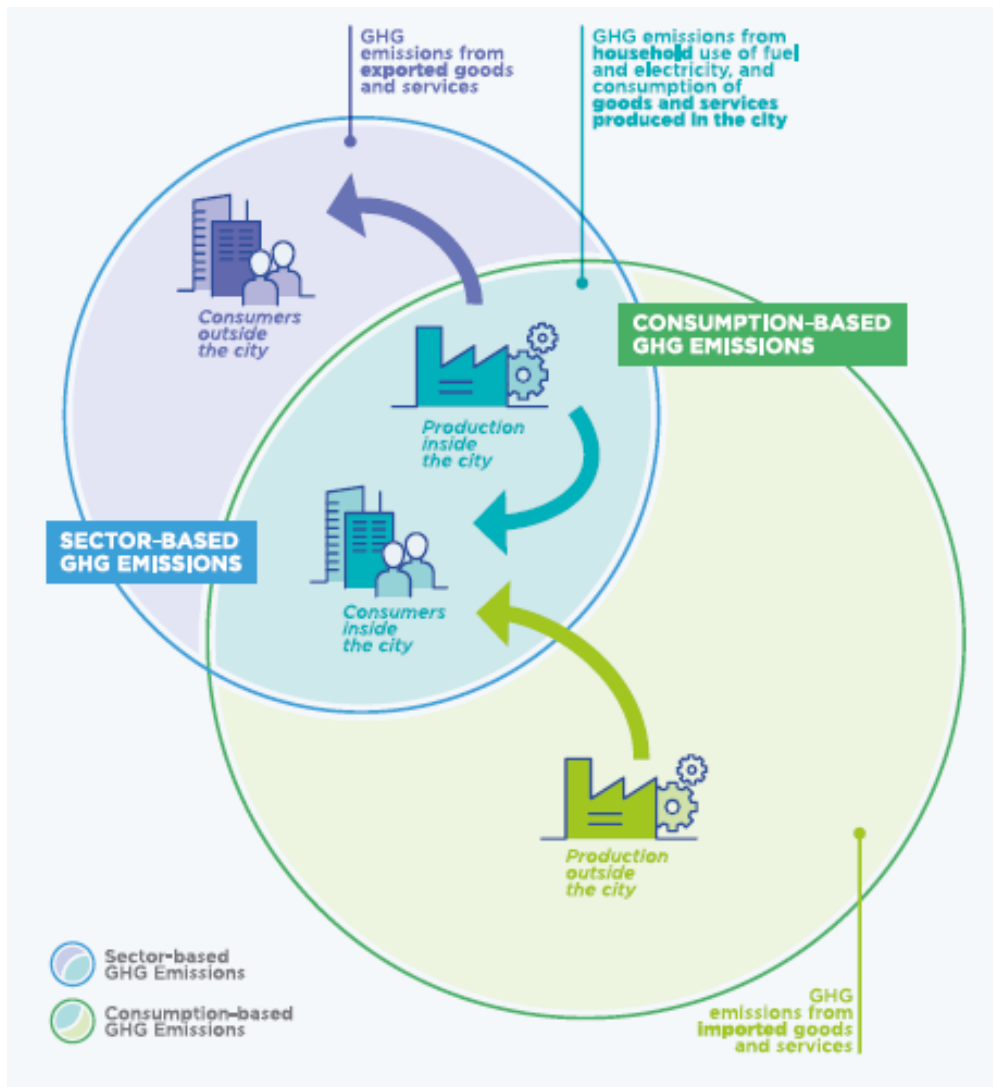 GHG
emissions from
exported goods
and services
GHG emissions from
household use of fuel
and electricity, and
consumption of
goods and services
produced in the city
Consumers
outside
the city
CONSUMPTION-BASED
GHG EMISSIONS
Production
inside
the city
SECTOR-BASED
GHG EMISSIONS
Consumers
inside
the city
Production
outside
the city
Sector-based
GHG Emissions
Consumption-based
GHG Emissions
GHG
emissions from
imported goods
and services